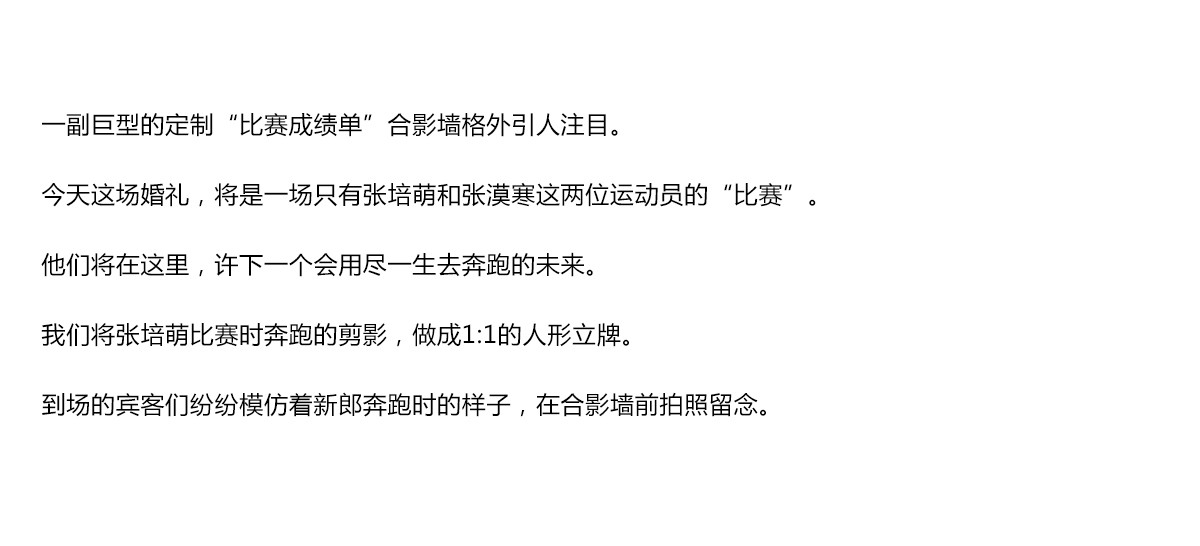 一副巨型的定制“比赛成绩单”合影墙格外引人注目。
今天这场婚礼，将是一场只有张培萌和张漠寒这两位运动员的“比赛”。
他们将在这里，许下一个会用尽一生去奔跑的未来。
我们将张培萌比赛时奔跑的剪影，做成1:1的人形立牌。
到场的宾客们纷纷模仿着新郎奔跑时的样子，在合影墙前拍照留念。